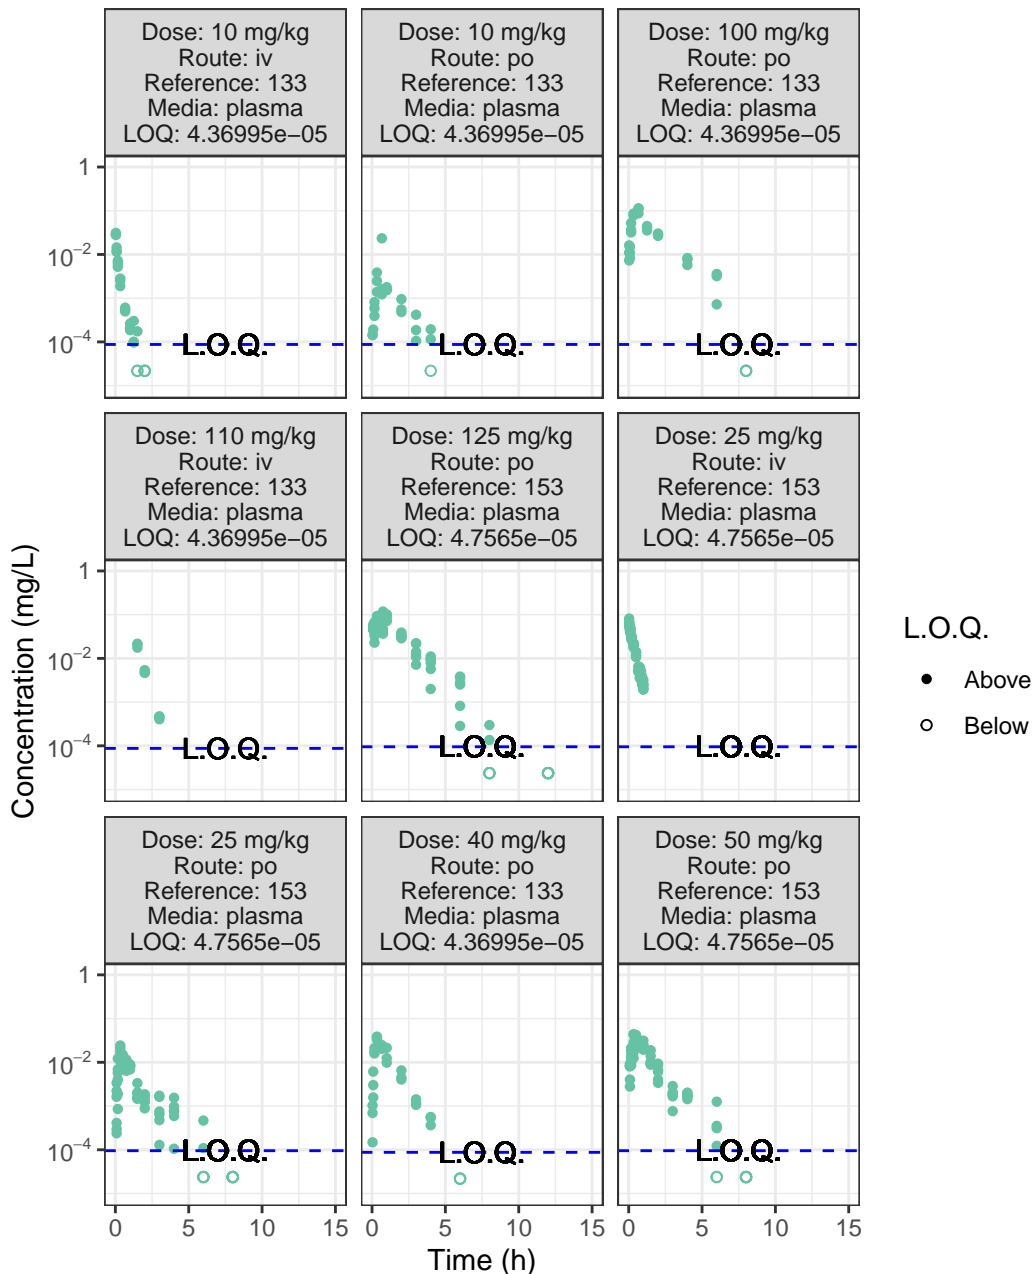 Dose: 10 mg/kg
Route: iv
Reference: 133
Media: plasma
LOQ: 4.36995e−05
Dose: 10 mg/kg
Route: po
Reference: 133
Media: plasma
LOQ: 4.36995e−05
Dose: 100 mg/kg
Route: po
Reference: 133
Media: plasma
LOQ: 4.36995e−05
1
10−2
10−4
L.O.Q.
L.O.Q.
L.O.Q.
Dose: 110 mg/kg
Route: iv
Reference: 133
Media: plasma
LOQ: 4.36995e−05
Dose: 125 mg/kg
Route: po
Reference: 153
Media: plasma
LOQ: 4.7565e−05
Dose: 25 mg/kg
Route: iv
Reference: 153
Media: plasma
LOQ: 4.7565e−05
1
10−2
10−4
L.O.Q.
L.O.Q.
L.O.Q.
Dose: 25 mg/kg
Route: po
Reference: 153
Media: plasma
LOQ: 4.7565e−05
Dose: 40 mg/kg
Route: po
Reference: 133
Media: plasma
LOQ: 4.36995e−05
Dose: 50 mg/kg
Route: po
Reference: 153
Media: plasma
LOQ: 4.7565e−05
1
10−2
10−4
L.O.Q.
L.O.Q.
L.O.Q.
0 5 10 15
0 5 10 15
0 5 10 15
Time (h)
Concentration (mg/L)
L.O.Q.
Above
Below